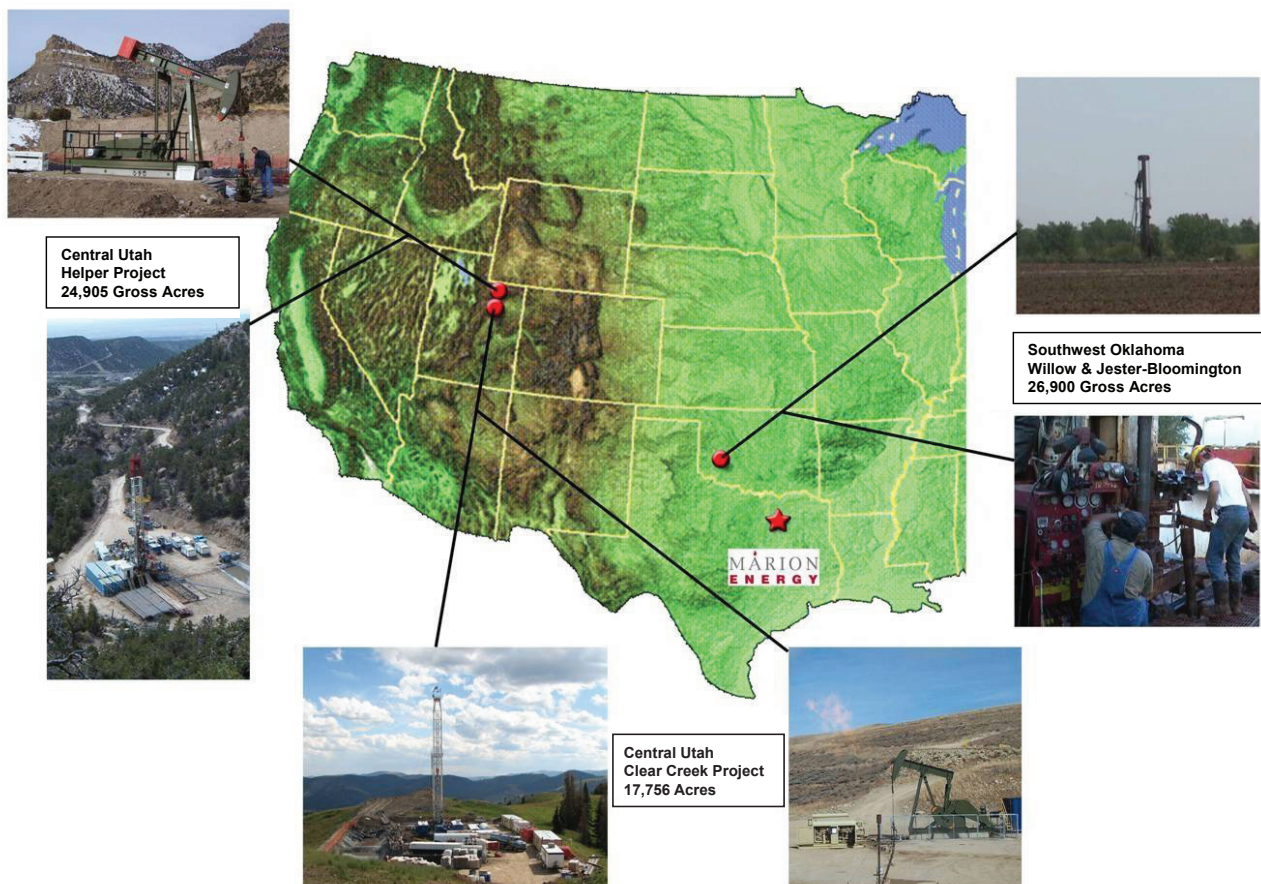 Central Utah
Helper Project
24,905 Gross Acres
Southwest Oklahoma
Willow & Jester-Bloomington
26,900 Gross Acres
MARION
ENERGY
Central Utah
Clear Creek Project
17,756 Acres